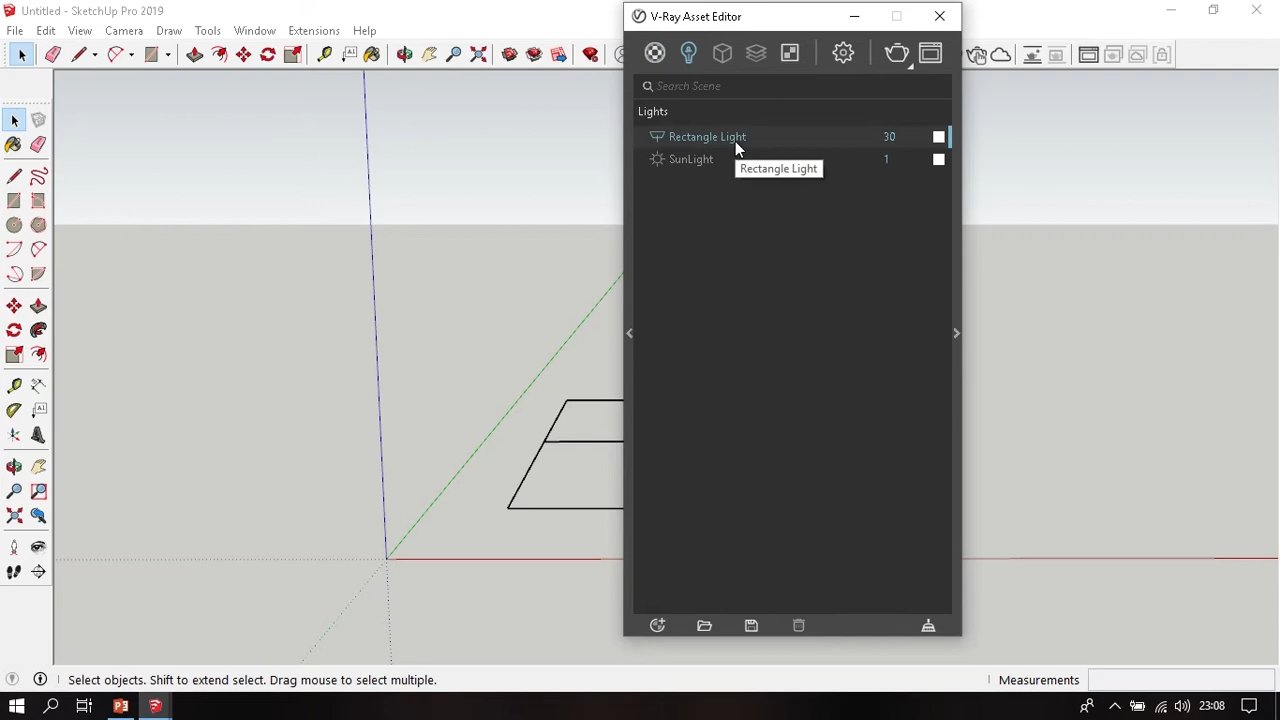 Untitled - SketchUp Pro 2019
V-Ray Asset Editor
File Edit View Camera Draw Tools Window Extensions Help
Search Scene
Lights
Rectangle Light 30
SunLight 1
Rectangle Light
Select objects. Shift to extend select. Drag mouse to select multiple.
Measurements
23:08